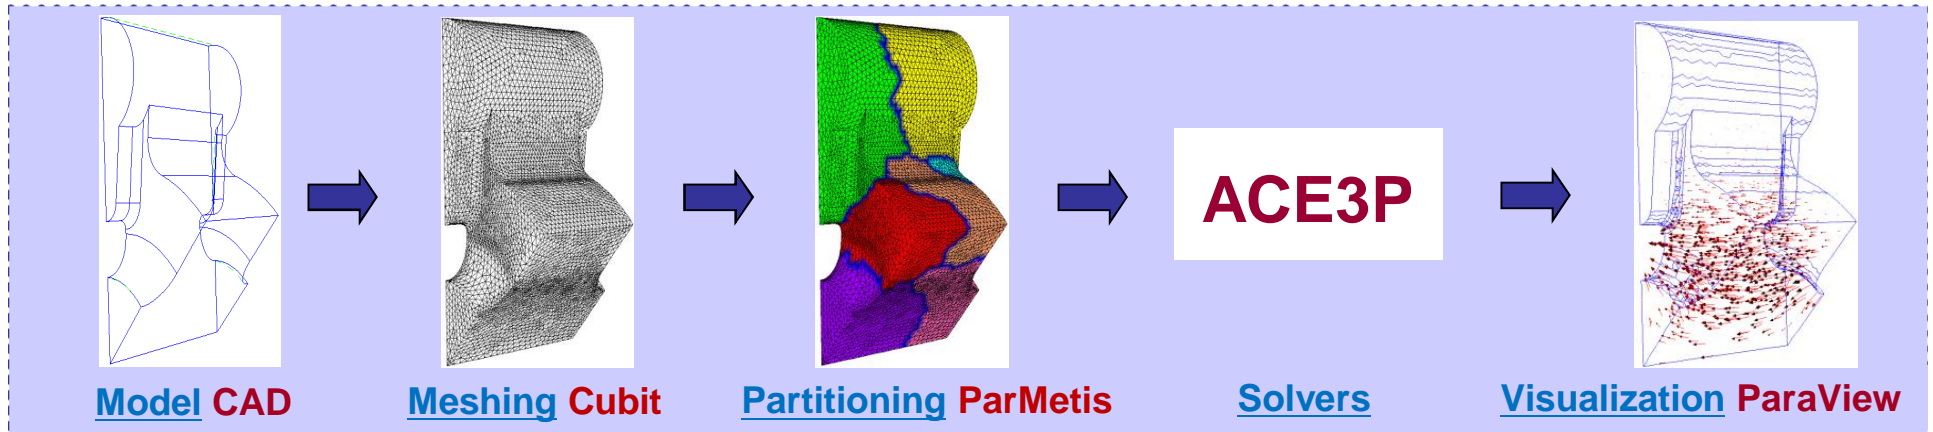 ACE3P
Model CAD
Meshing Cubit
Partitioning ParMetis
Solvers
Visualization ParaView